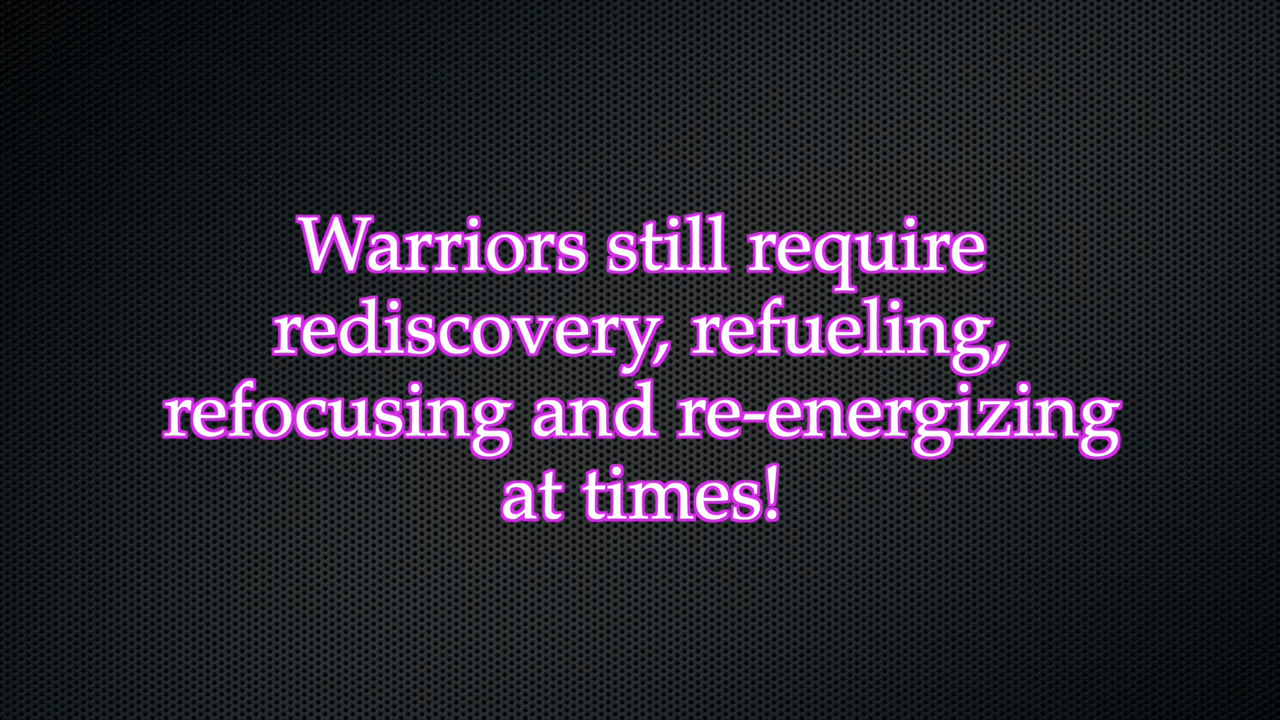 Warriors still require
rediscovery, refueling,
refocusing and re-energizing
at times!